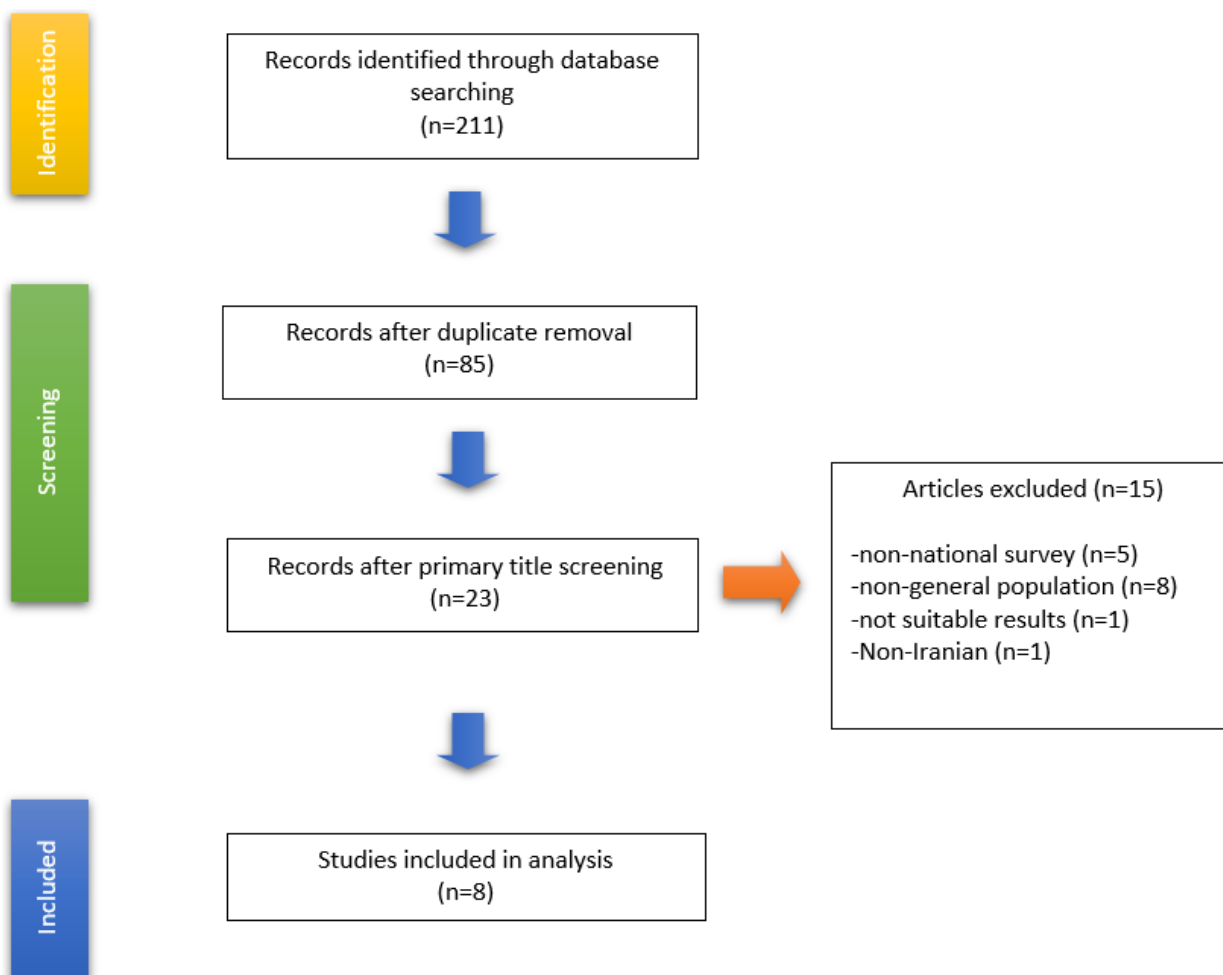 Identification
Records identified through database
searching
(n=211)
Screening
Records after duplicate removal
(n=85)
Records after primary title screening
(n=23)
Articles excluded (n=15)
-non-national survey (n=5)
-non-general population (n=8)
-not suitable results (n=1)
-Non-Iranian (n=1)
Included
Studies included in analysis
(n=8)